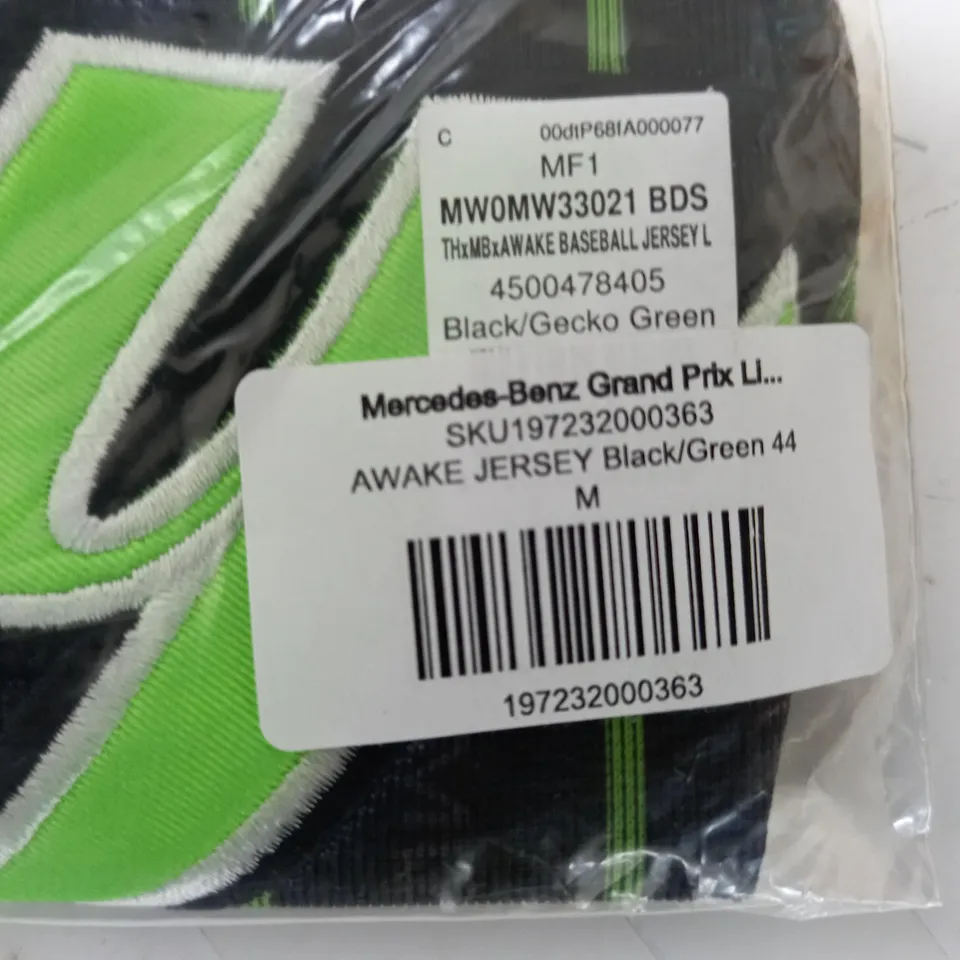 C 00dtP68fA000077
MF1
MW0MW33021 BDS
THxMBxAWAKE BASEBALL JERSEY L
4500478405
Black/Gecko Green
Mercedes-Benz Grand Prix Li...
SKU197232000363
AWAKE JERSEY Black/Green 44
M
197232000363